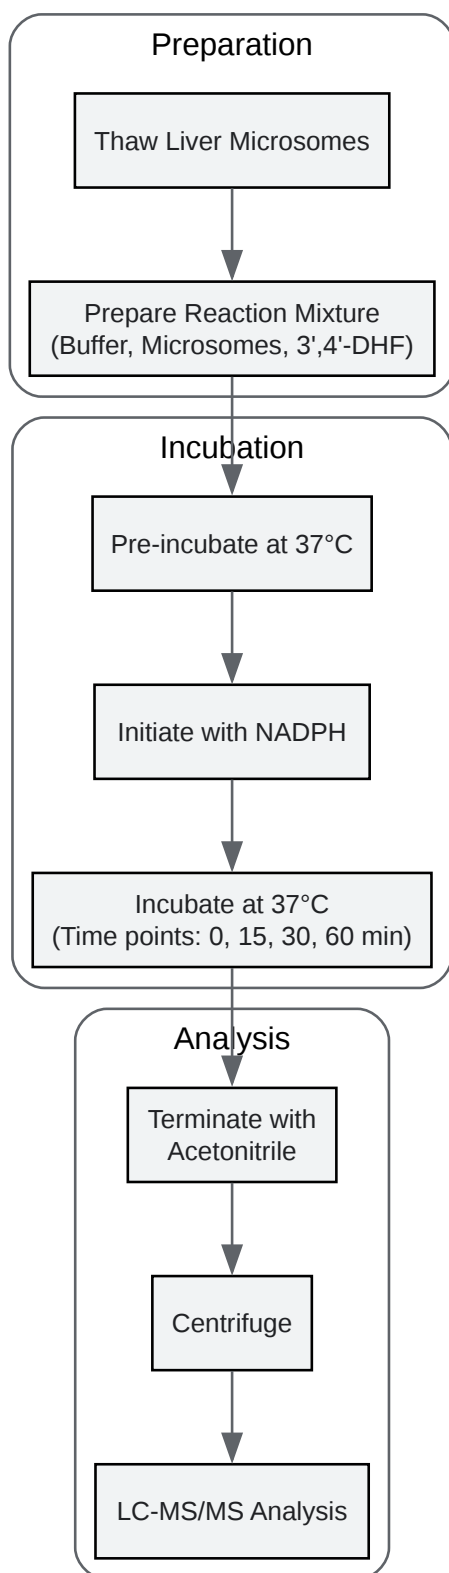 Preparation
Thaw Liver Microsomes
Prepare Reaction Mixture
(Buffer, Microsomes, 3',4'-DHF)
Incubation
Pre-incubate at 37°C
Initiate with NADPH
Incubate at 37°C
(Time points: 0, 15, 30, 60 min)
Analysis
Terminate with
Acetonitrile
Centrifuge
LC-MS/MS Analysis